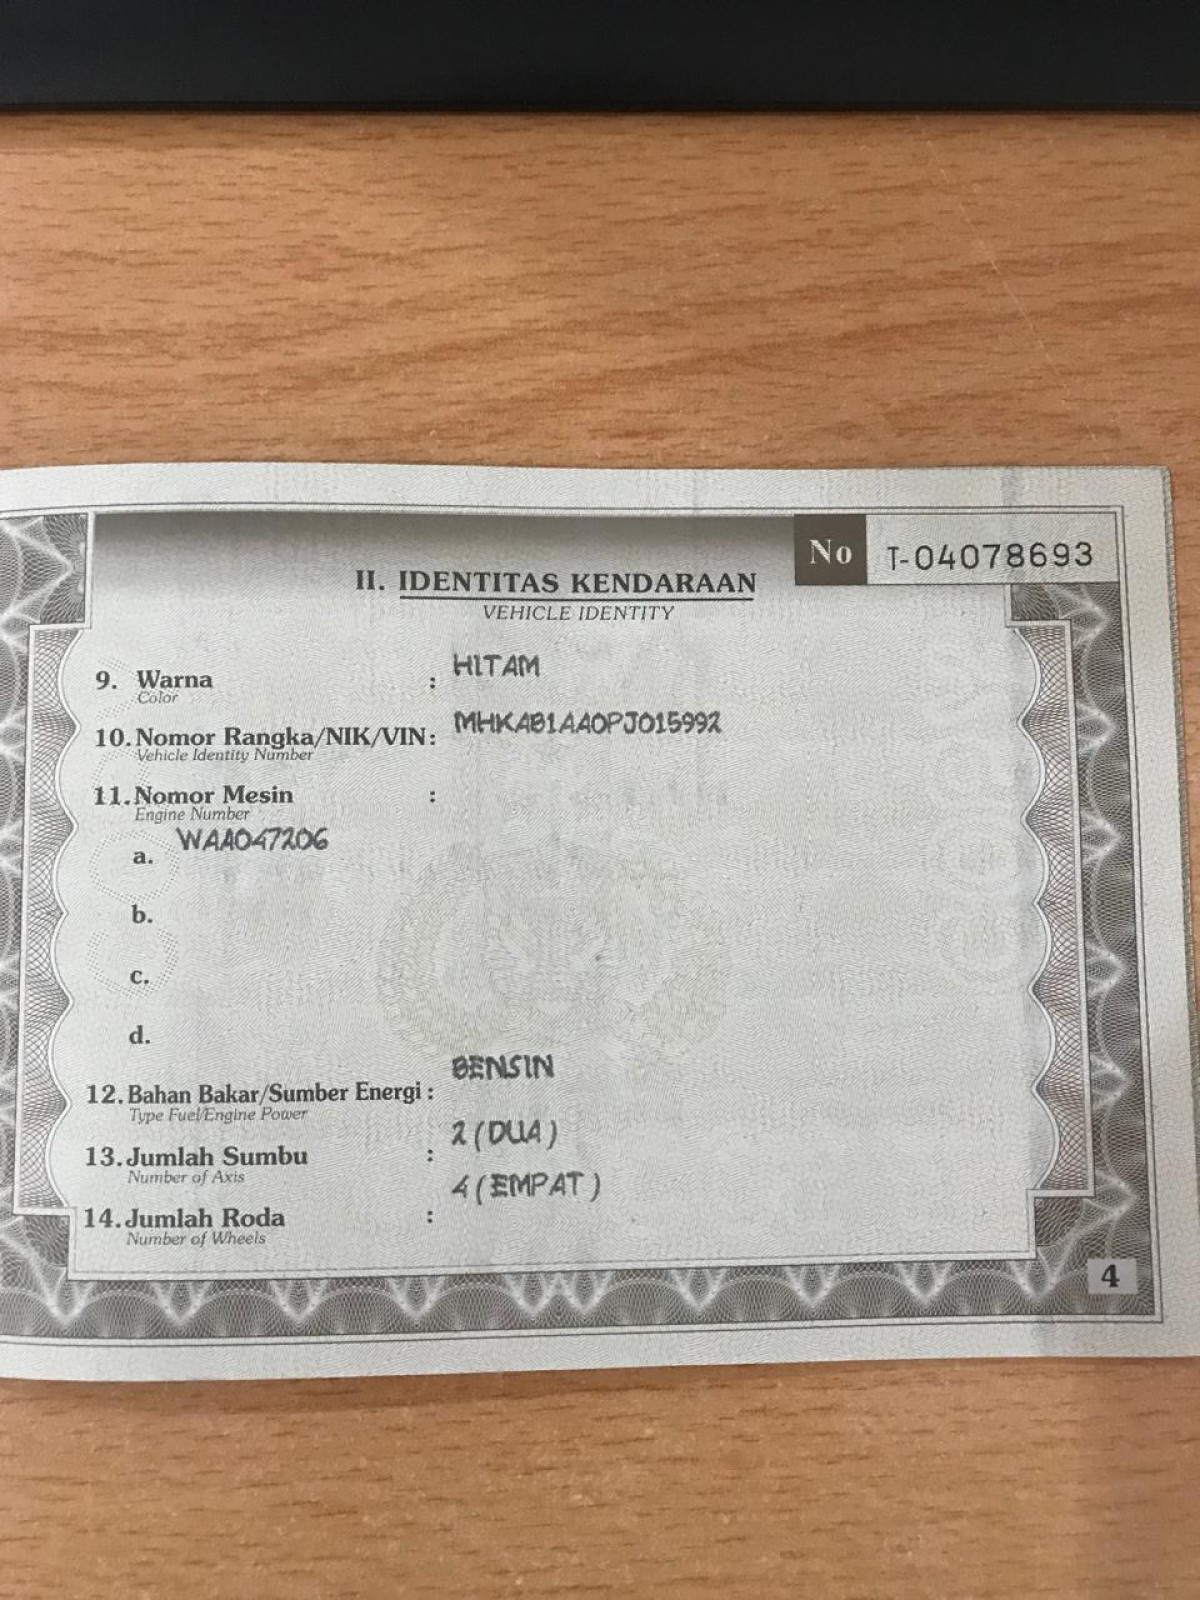 No T-04078693
II. IDENTITAS KENDARAAN
VEHICLE IDENTITY
9. Warna : HITAM
Color
10. Nomor Rangka/NIK/VIN: MHKAB1AA0PJ015992
Vehicle Identity Number
11. Nomor Mesin :
Engine Number
a. WAA047206
b.
c.
d.
12. Bahan Bakar/Sumber Energi : BENSIN
Type Fuel/Engine Power
13. Jumlah Sumbu : 2 (DUA)
Number of Axis
14. Jumlah Roda : 4 (EMPAT)
Number of Wheels
4